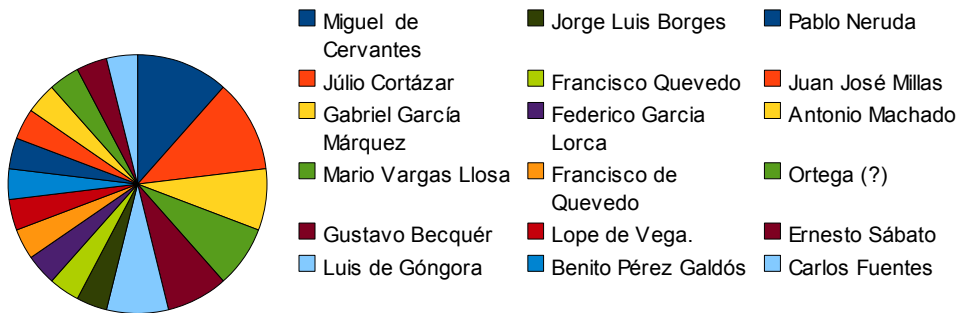 Miguel de
Cervantes
Júlio Cortázar
Gabriel García
Márquez
Mario Vargas Llosa
Gustavo Becquér
Luis de Góngora
Jorge Luis Borges
Francisco Quevedo
Federico Garcia
Lorca
Francisco de
Quevedo
Lope de Vega.
Benito Pérez Galdós
Pablo Neruda
Juan José Millas
Antonio Machado
Ortega (?)
Ernesto Sábato
Carlos Fuentes